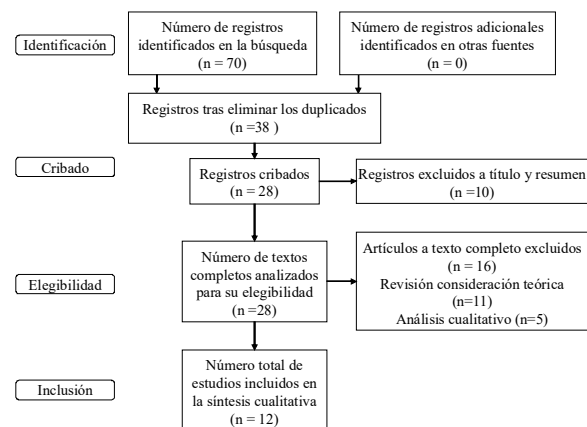 Identificación
Número de registros
identificados en la búsqueda
(n = 70)
Número de registros adicionales
identificados en otras fuentes
(n = 0)
Registros tras eliminar los duplicados
(n =38 )
Cribado
Registros cribados
(n = 28)
Registros excluidos a título y resumen
(n =10)
Elegibilidad
Número de textos
completos analizados
para su elegibilidad
(n =28)
Artículos a texto completo excluidos
(n = 16)
Revisión consideración teórica
(n=11)
Análisis cualitativo (n=5)
Inclusión
Número total de
estudios incluidos en
la síntesis cualitativa
(n = 12)